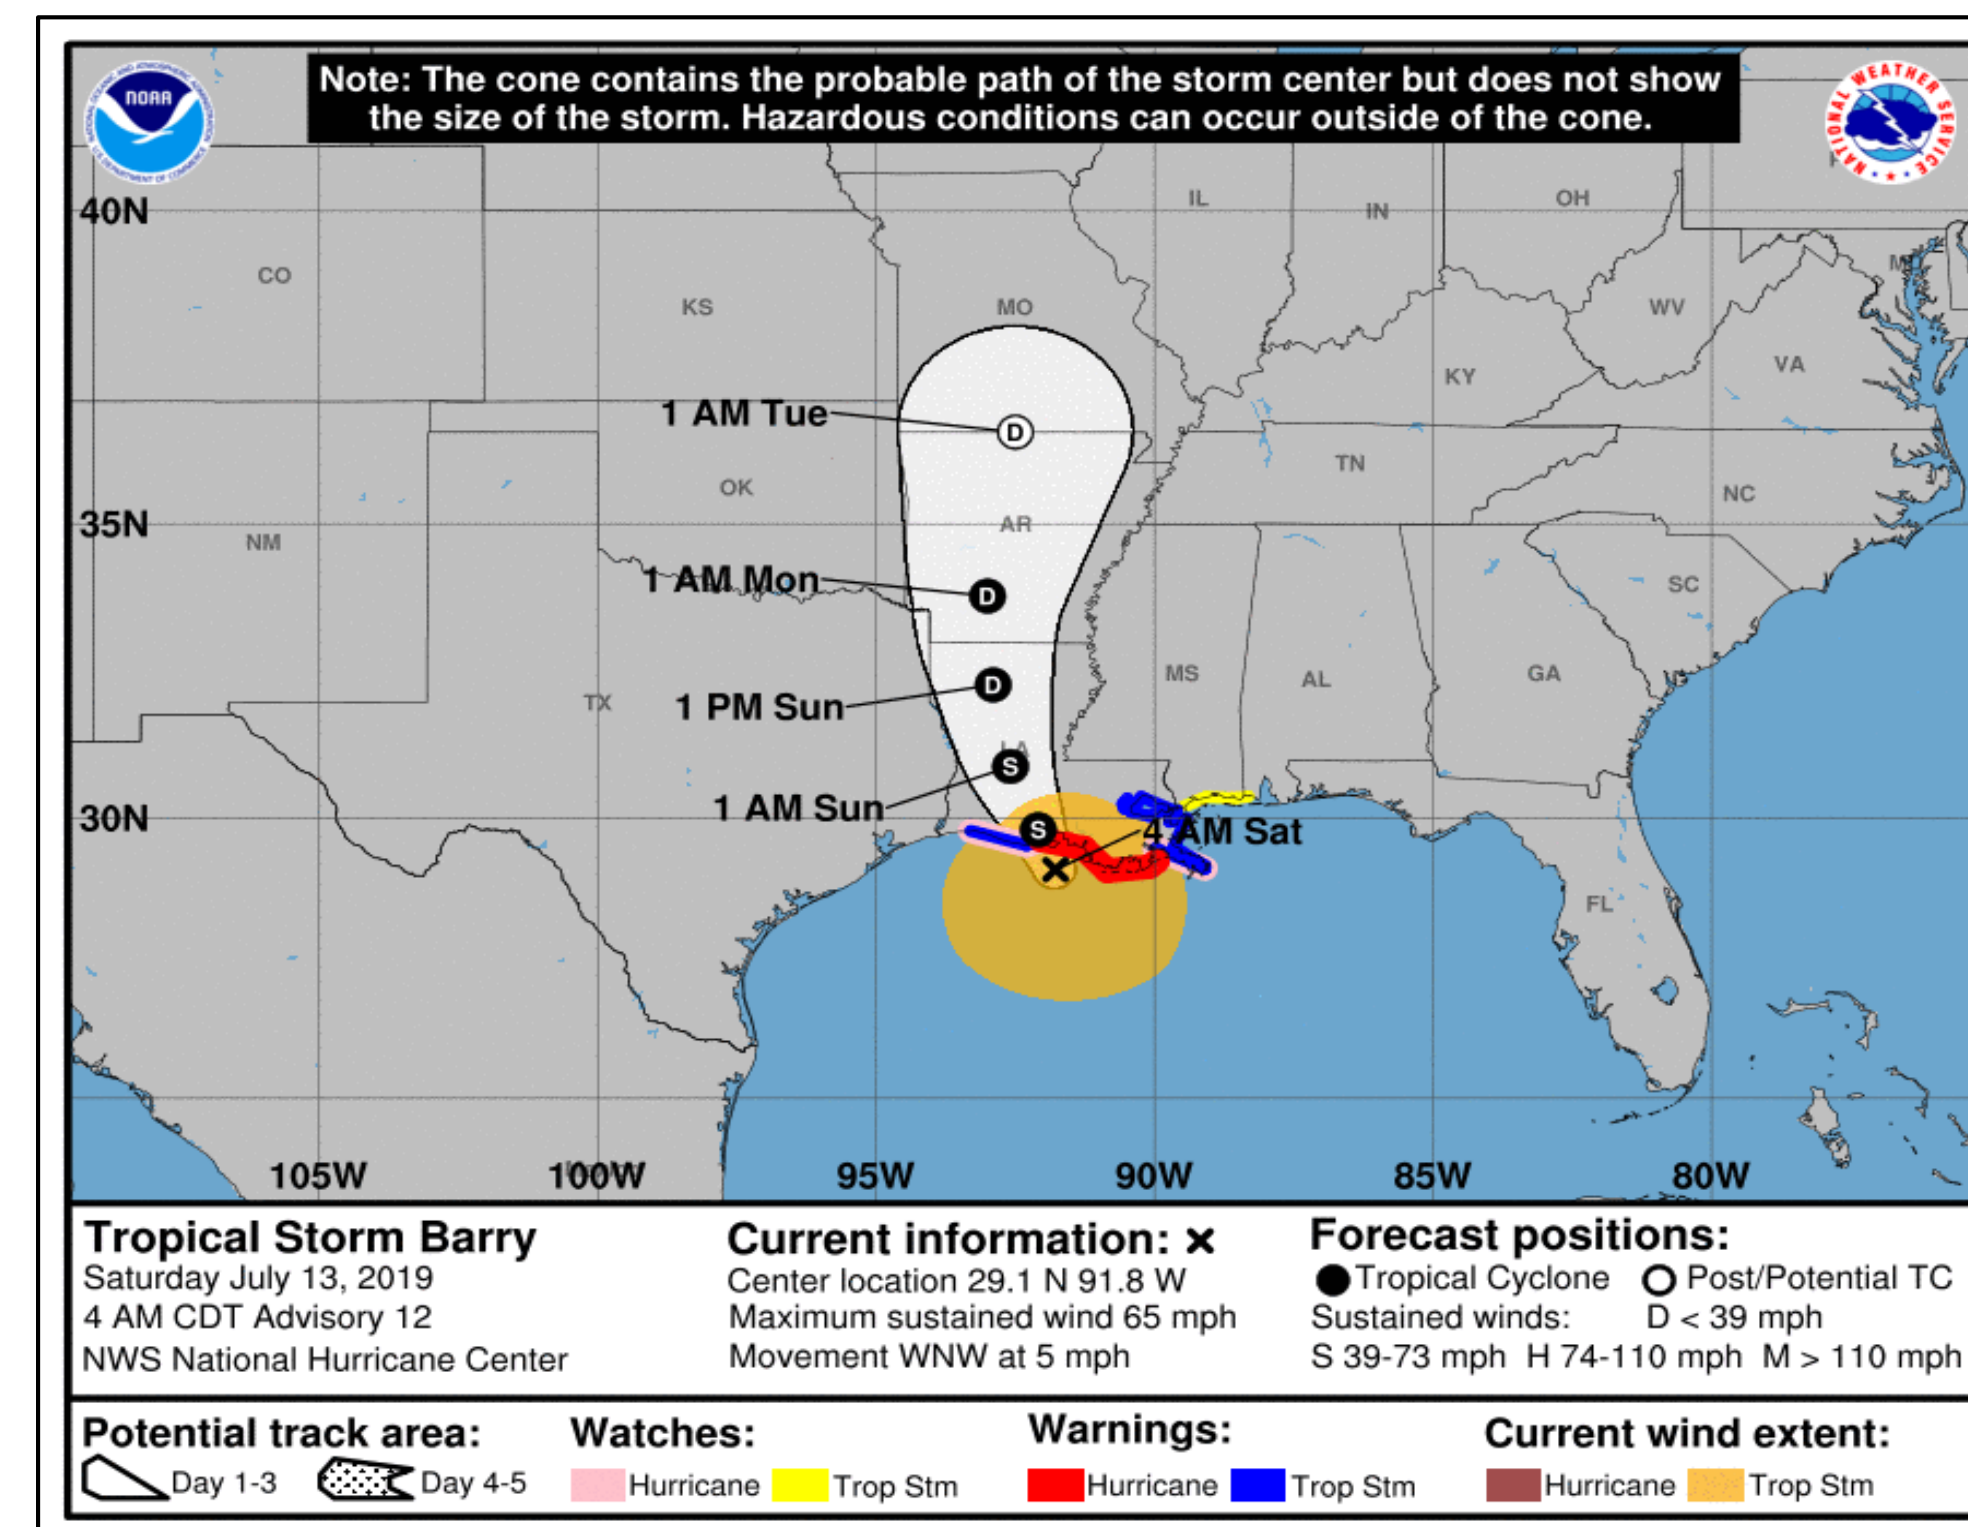 Note: The cone contains the probable path of the storm center but does not show
the size of the storm. Hazardous conditions can occur outside of the cone.
NOAA
NATIONAL WEATHER SERVICE
40N
IL
IN
OH
CO
KS
MO
WV
KY
VA
1 AM Tue
D
OK
TN
NC
35N
AR
NM
1 AM Mon
D
SC
TX
1 PM Sun
D
MS
AL
GA
LA
S
1 AM Sun
30N
S
4 AM Sat
FL
105W
100W
95W
90W
85W
80W
Tropical Storm Barry
Saturday July 13, 2019
4 AM CDT Advisory 12
NWS National Hurricane Center
Current information: ×
Center location 29.1 N 91.8 W
Maximum sustained wind 65 mph
Movement WNW at 5 mph
Forecast positions:
Tropical Cyclone Post/Potential TC
Sustained winds: D < 39 mph
S 39-73 mph H 74-110 mph M > 110 mph
Potential track area:
Day 1-3 Day 4-5
Watches:
Hurricane Trop Stm
Warnings:
Hurricane Trop Stm
Current wind extent:
Hurricane Trop Stm